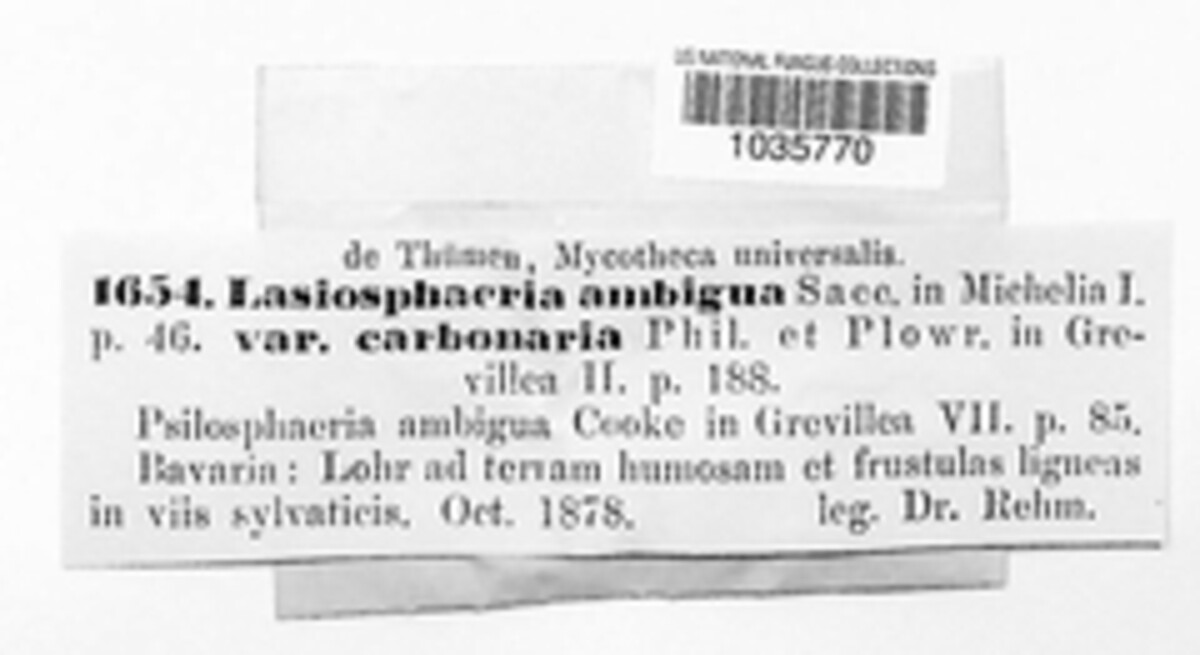 US NATIONAL FUNGUS COLLECTIONS
1035770
de Thümen, Mycotheca universalis.
1654. Lasiosphaeria ambigua Sacc. in Michelia I.
p. 46. var. carbonaria Phil. et Plowr. in Gre-
villea II. p. 188.
Psilosphaeria ambigua Cooke in Grevillea VII. p. 85.
Bavaria: Lohr ad terram humosam et frustulas ligneas
in viis sylvaticis. Oct. 1878. leg. Dr. Rehm.